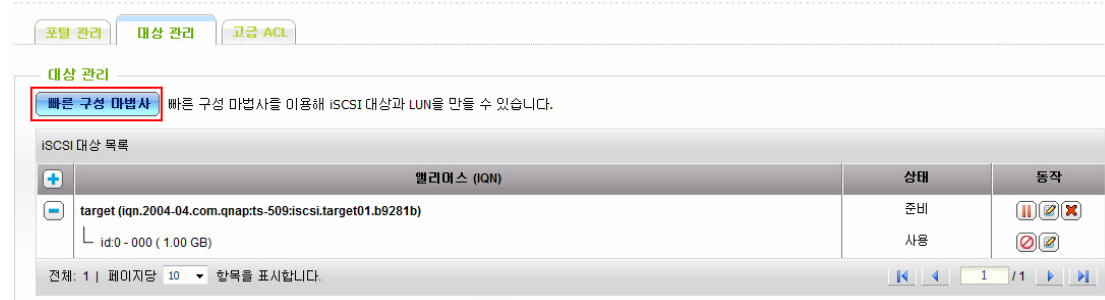 포털 관리 대상 관리 고급 ACL
대상 관리
빠른 구성 마법사 빠른 구성 마법사를 이용해 iSCSI 대상과 LUN을 만들 수 있습니다.
iSCSI 대상 목록
앨리어스 (IQN) 상태 동작
target (iqn.2004-04.com.qnap:ts-509:iscsi.target01.b9281b) 준비
id:0 - 000 ( 1.00 GB) 사용
전체: 1 | 페이지당 10 항목을 표시합니다. 1 / 1